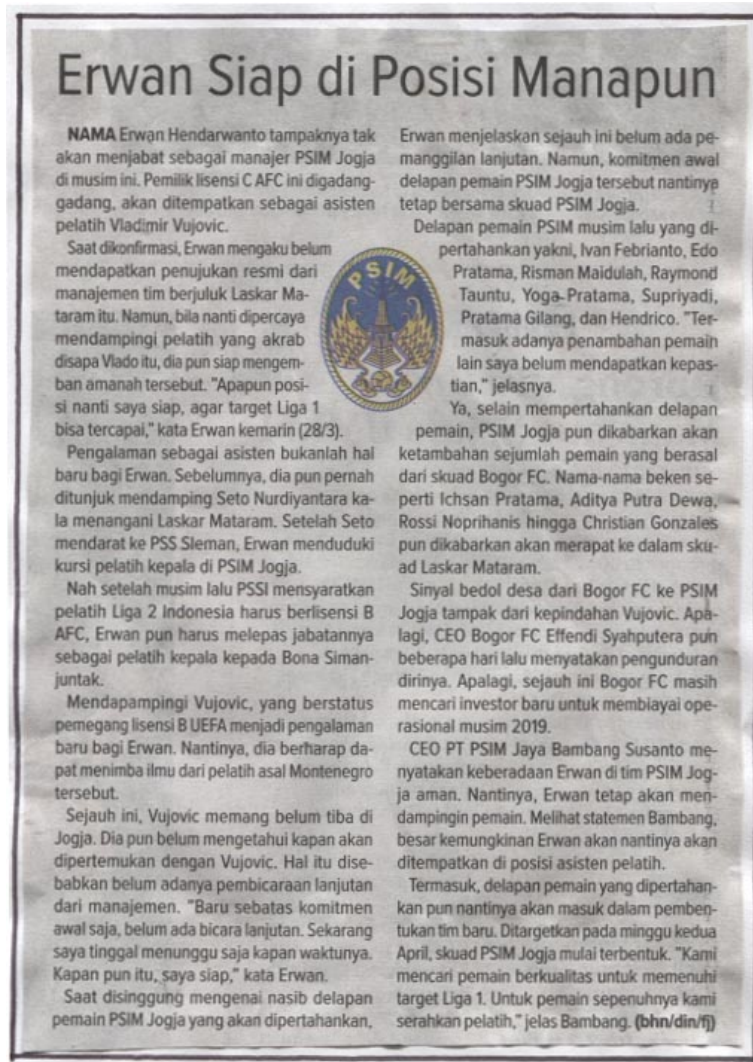 Erwan Siap di Posisi Manapun
NAMA Erwan Hendarwanto tampaknya tak
akan menjabat sebagai manajer PSIM Jogja
di musim ini. Pemilik lisensi C AFC ini digadang-
gadang, akan ditempatkan sebagai asisten
pelatih Vladimir Vujovic.
Saat dikonfirmasi, Erwan mengaku belum
mendapatkan penujukan resmi dari
manajemen tim berjuluk Laskar Ma-
taram itu. Namun, bila nanti dipercaya
mendampingi pelatih yang akrab
disapa Vlado itu, dia pun siap mengem-
ban amanah tersebut. "Apapun posi-
si nanti saya siap, agar target Liga 1
bisa tercapai," kata Erwan kemarin (28/3).
Pengalaman sebagai asisten bukanlah hal
baru bagi Erwan. Sebelumnya, dia pun pernah
ditunjuk mendamping Seto Nurdiyantara ka-
la menangani Laskar Mataram. Setelah Seto
mendarat ke PSS Sleman, Erwan menduduki
kursi pelatih kepala di PSIM Jogja.
Nah setelah musim lalu PSSI mensyaratkan
pelatih Liga 2 Indonesia harus berlisensi B
AFC, Erwan pun harus melepas jabatannya
sebagai pelatih kepala kepada Bona Siman-
juntak.
Mendapampingi Vujovic, yang berstatus
pemegang lisensi B UEFA menjadi pengalaman
baru bagi Erwan. Nantinya, dia berharap da-
pat menimba ilmu dari pelatih asal Montenegro
tersebut.
Sejauh ini, Vujovic memang belum tiba di
Jogja. Dia pun belum mengetahui kapan akan
dipertemukan dengan Vujovic. Hal itu dise-
babkan belum adanya pembicaraan lanjutan
dari manajemen. "Baru sebatas komitmen
awal saja, belum ada bicara lanjutan. Sekarang
saya tinggal menunggu saja kapan waktunya.
Kapan pun itu, saya siap," kata Erwan.
Saat disinggung mengenai nasib delapan
pemain PSIM Jogja yang akan dipertahankan,
Erwan menjelaskan sejauh ini belum ada pe-
manggilan lanjutan. Namun, komitmen awal
delapan pemain PSIM Jogja tersebut nantinya
tetap bersama skuad PSIM Jogja.
Delapan pemain PSIM musim lalu yang di-
pertahankan yakni, Ivan Febrianto, Edo
Pratama, Risman Maidulah, Raymond
Tauntu, Yoga Pratama, Supriyadi,
Pratama Gilang, dan Hendrico. "Ter-
masuk adanya penambahan pemain
lain saya belum mendapatkan kepas-
tian," jelasnya.
Ya, selain mempertahankan delapan
pemain, PSIM Jogja pun dikabarkan akan
ketambahan sejumlah pemain yang berasal
dari skuad Bogor FC. Nama-nama beken se-
perti Ichsan Pratama, Aditya Putra Dewa,
Rossi Noprihanis hingga Christian Gonzales
pun dikabarkan akan merapat ke dalam sku-
ad Laskar Mataram.
Sinyal bedol desa dari Bogor FC ke PSIM
Jogja tampak dari kepindahan Vujovic. Apa-
lagi, CEO Bogor FC Effendi Syahputera pun
beberapa hari lalu menyatakan pengunduran
dirinya. Apalagi, sejauh ini Bogor FC masih
mencari investor baru untuk membiayai ope-
rasional musim 2019.
CEO PT PSIM Jaya Bambang Susanto me-
nyatakan keberadaan Erwan di tim PSIM Jog-
ja aman. Nantinya, Erwan tetap akan men-
dampingin pemain. Melihat statemen Bambang,
besar kemungkinan Erwan akan nantinya akan
ditempatkan di posisi asisten pelatih.
Termasuk, delapan pemain yang dipertahan-
kan pun nantinya akan masuk dalam pemben-
tukan tim baru. Ditargetkan pada minggu kedua
April, skuad PSIM Jogja mulai terbentuk. "Kami
mencari pemain berkualitas untuk memenuhi
target Liga 1. Untuk pemain sepenuhnya kami
serahkan pelatih," jelas Bambang. (bhn/din/fj)
PSIM